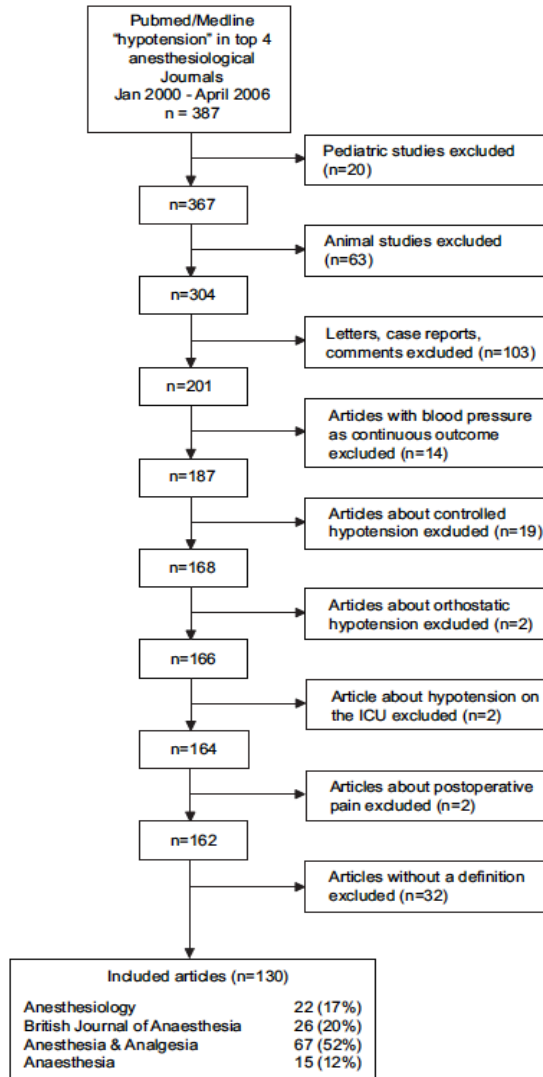 Pubmed/Medline
“hypotension” in top 4
anesthesiological
Journals
Jan 2000 - April 2006
n = 387
Pediatric studies excluded
(n=20)
n=367
Animal studies excluded
(n=63)
n=304
Letters, case reports,
comments excluded (n=103)
n=201
Articles with blood pressure
as continuous outcome
excluded (n=14)
n=187
Articles about controlled
hypotension excluded (n=19)
n=168
Articles about orthostatic
hypotension excluded (n=2)
n=166
Article about hypotension on
the ICU excluded (n=2)
n=164
Articles about postoperative
pain excluded (n=2)
n=162
Articles without a definition
excluded (n=32)
Included articles (n=130)
Anesthesiology 22 (17%)
British Journal of Anaesthesia 26 (20%)
Anesthesia & Analgesia 67 (52%)
Anaesthesia 15 (12%)